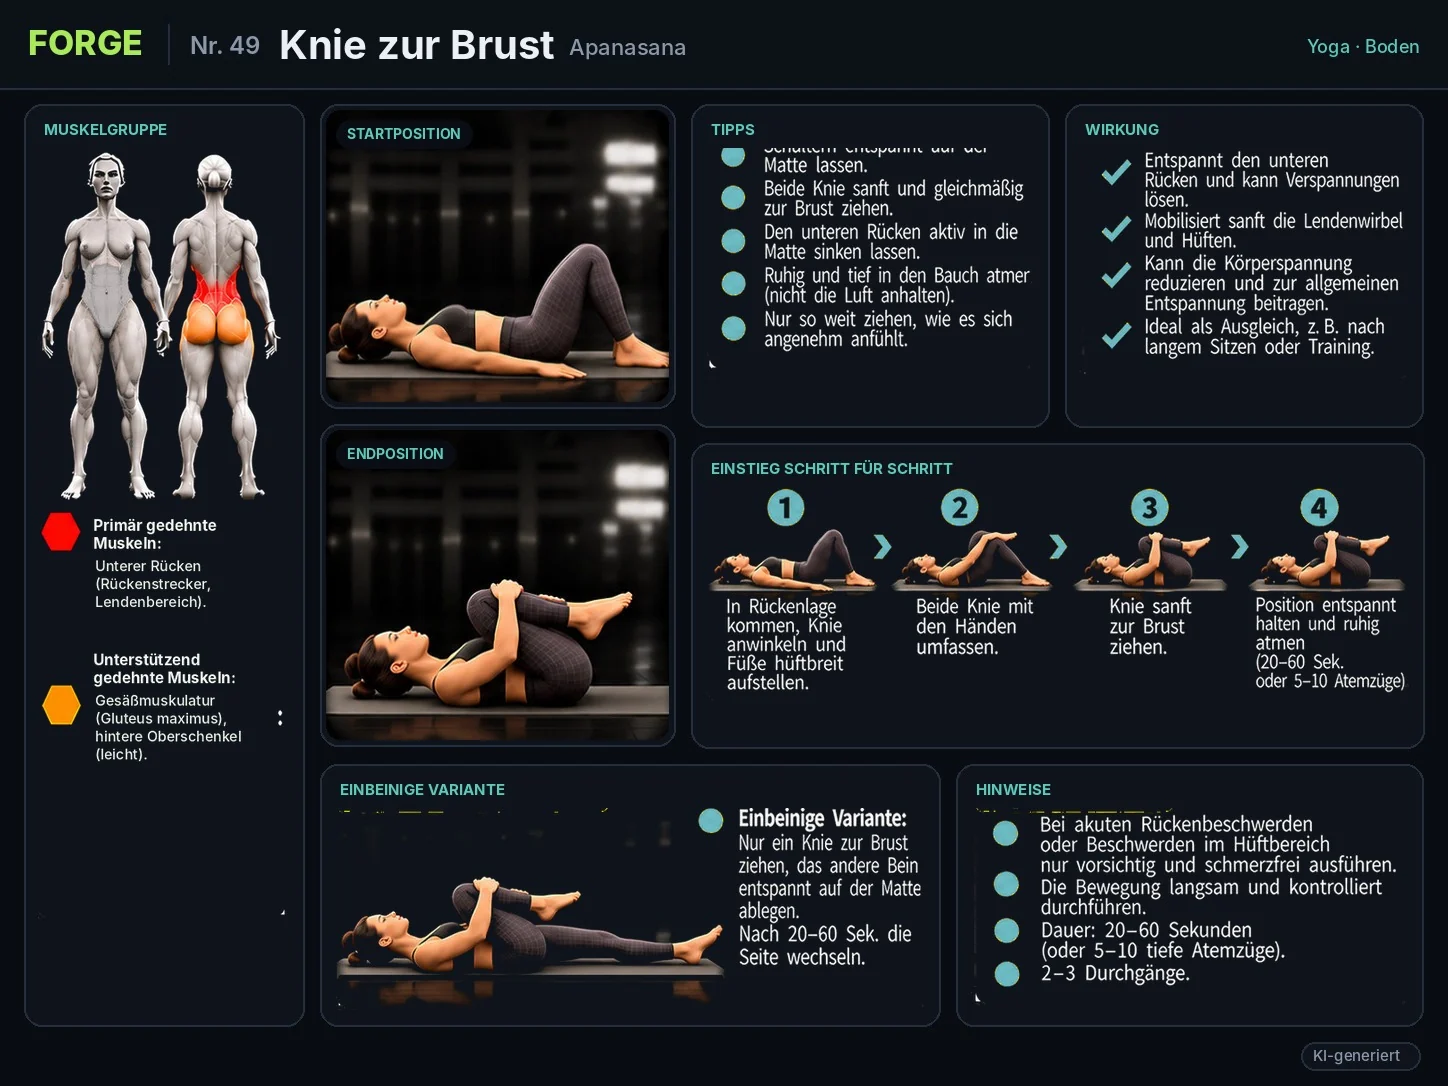 FORGE
Nr. 49
Knie zur Brust
Apanasana
Yoga · Boden
MUSKELGRUPPE
Primär gedehnte
Muskeln:
Unterer Rücken
(Rückenstrecker,
Lendenbereich).
Unterstützend
gedehnte Muskeln:
Gesäßmuskulatur
(Gluteus maximus),
hintere Oberschenkel
(leicht).
:
STARTPOSITION
ENDPOSITION
TIPPS
entspannt auf der
Matte lassen.
Beide Knie sanft und gleichmäßig
zur Brust ziehen.
Den unteren Rücken aktiv in die
Matte sinken lassen.
Ruhig und tief in den Bauch atmer
(nicht die Luft anhalten).
Nur so weit ziehen, wie es sich
angenehm anfühlt.
WIRKUNG
Entspannt den unteren
Rücken und kann Verspannungen
lösen.
Mobilisiert sanft die Lendenwirbel
und Hüften.
Kann die Körperspannung
reduzieren und zur allgemeinen
Entspannung beitragen.
Ideal als Ausgleich, z. B. nach
langem Sitzen oder Training.
EINSTIEG SCHRITT FÜR SCHRITT
1
In Rückenlage
kommen, Knie
anwinkeln und
Füße hüftbreit
aufstellen.
2
Beide Knie mit
den Händen
umfassen.
3
Knie sanft
zur Brust
ziehen.
4
Position entspannt
halten und ruhig
atmen
(20–60 Sek.
oder 5–10 Atemzüge)
EINBEINIGE VARIANTE
Einbeinige Variante:
Nur ein Knie zur Brust
ziehen, das andere Bein
entspannt auf der Matte
ablegen.
Nach 20–60 Sek. die
Seite wechseln.
HINWEISE
Bei akuten Rückenbeschwerden
oder Beschwerden im Hüftbereich
nur vorsichtig und schmerzfrei ausführen.
Die Bewegung langsam und kontrolliert
durchführen.
Dauer: 20–60 Sekunden
(oder 5–10 tiefe Atemzüge).
2–3 Durchgänge.
KI-generiert